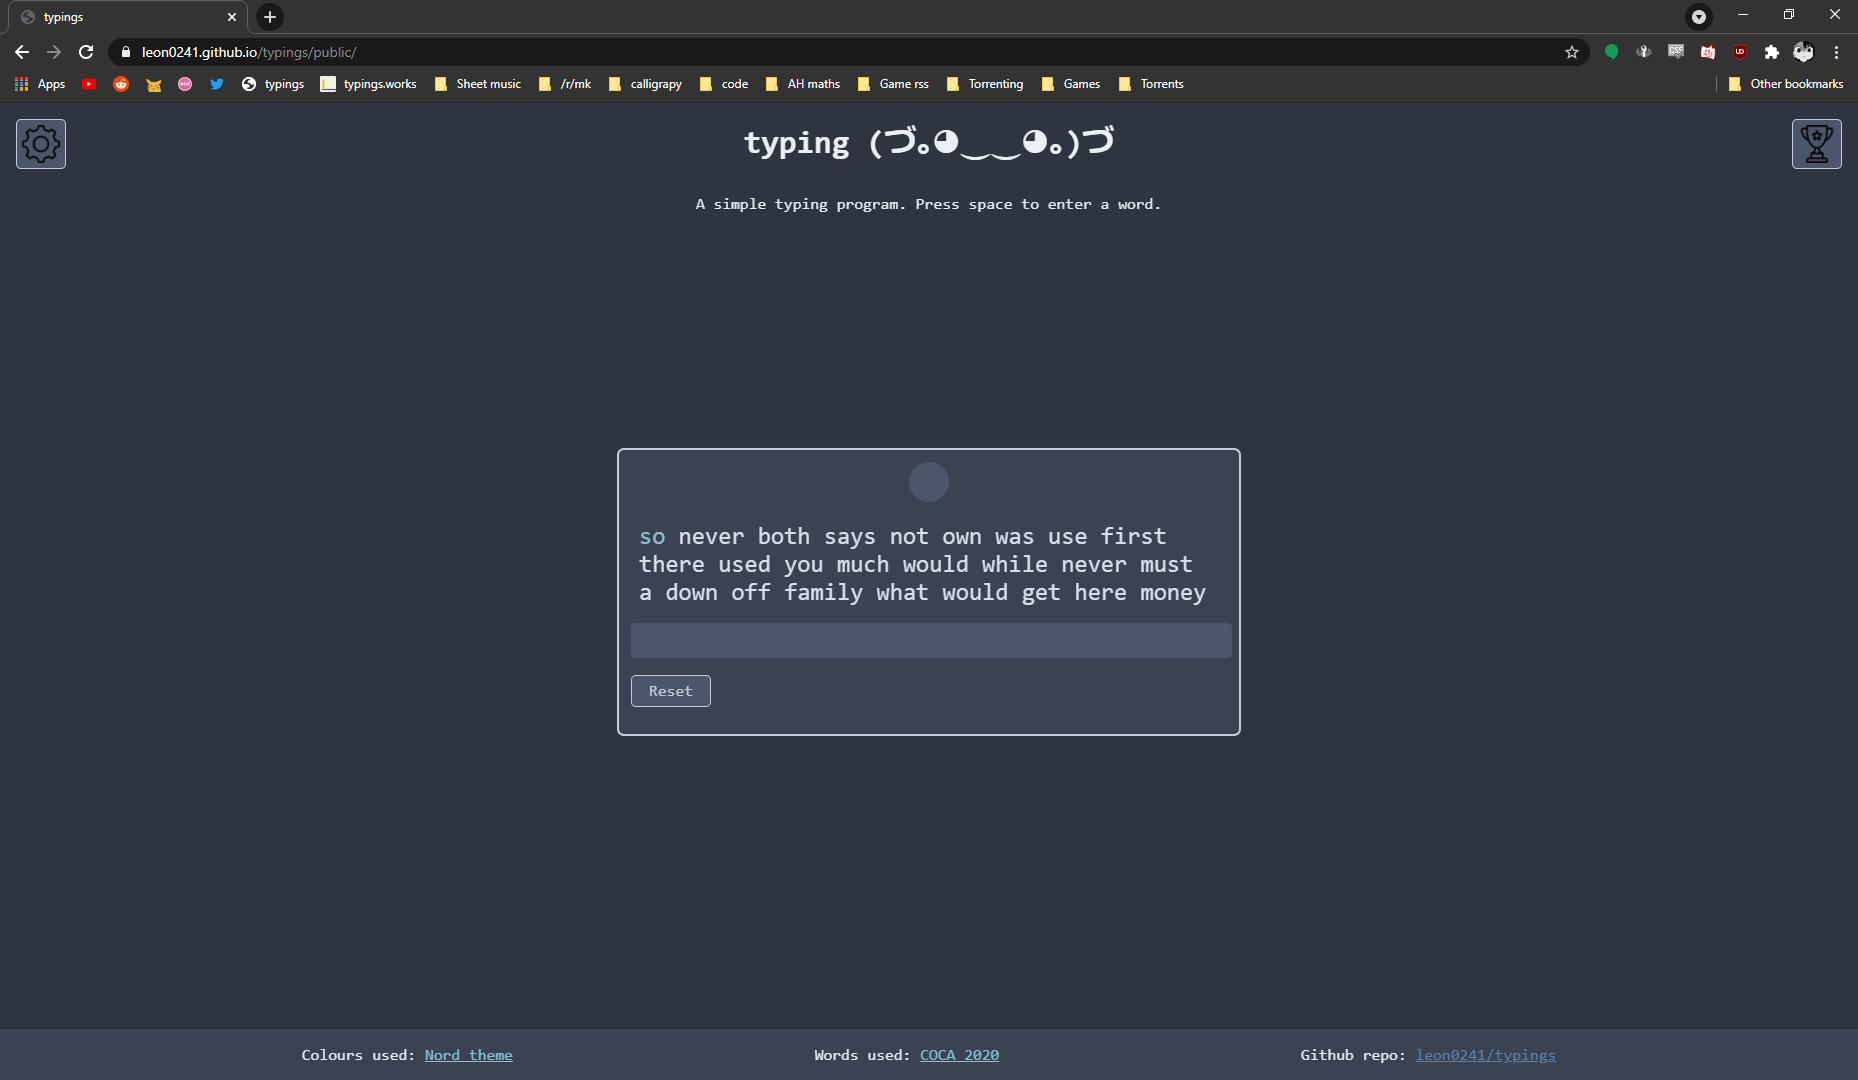 typings
leon0241.github.io/typings/public/
Apps typings typings.works Sheet music /r/mk calligrapy code AH maths Game rss Torrenting Games Torrents Other bookmarks
typing (づ｡◕‿‿◕｡)づ
A simple typing program. Press space to enter a word.
so never both says not own was use first
there used you much would while never must
a down off family what would get here money
Reset
Colours used: Nord theme Words used: COCA 2020 Github repo: leon0241/typings